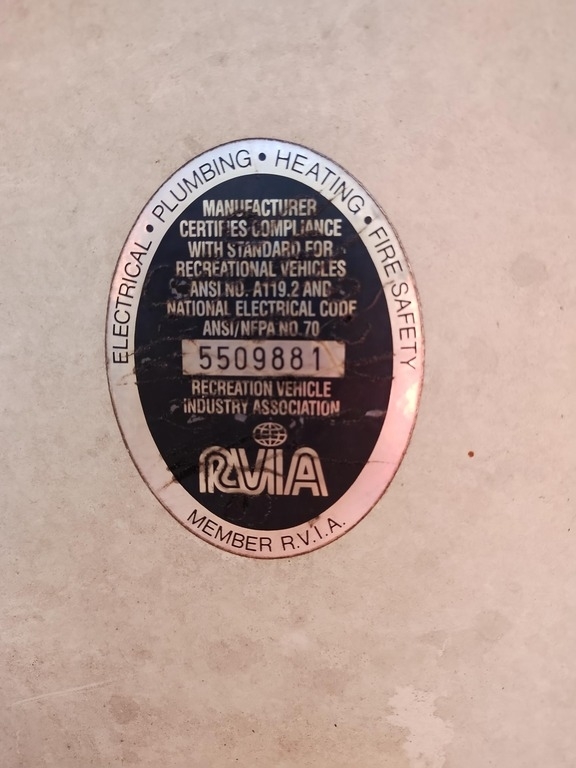 ELECTRICAL • PLUMBING • HEATING • FIRE SAFETY
MANUFACTURER
CERTIFIES COMPLIANCE
WITH STANDARD FOR
RECREATIONAL VEHICLES
ANSI NO. A119.2 AND
NATIONAL ELECTRICAL CODE
ANSI/NFPA NO. 70
5509881
RECREATION VEHICLE
INDUSTRY ASSOCIATION
RVIA
MEMBER R.V.I.A.